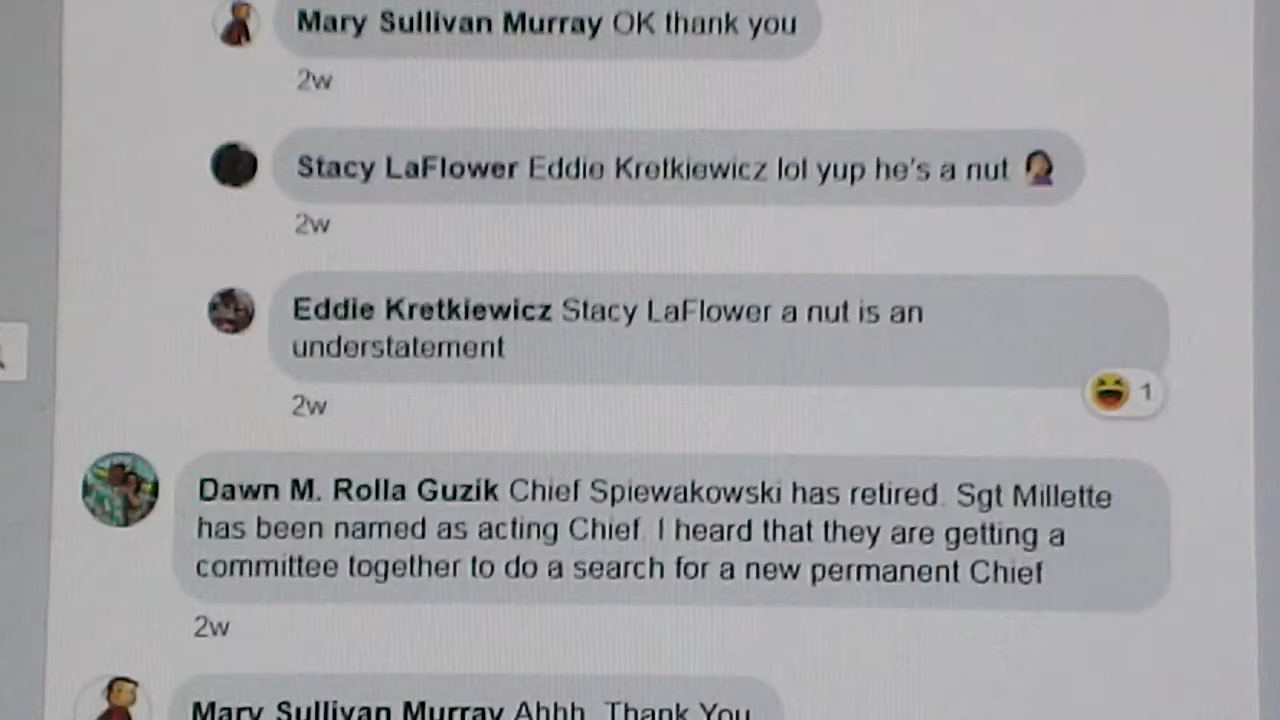 Mary Sullivan Murray OK thank you
2w
Stacy LaFlower Eddie Kretkiewicz lol yup he's a nut
2w
Eddie Kretkiewicz Stacy LaFlower a nut is an
understatement
1
2w
Dawn M. Rolla Guzik Chief Spiewakowski has retired. Sgt Millette
has been named as acting Chief. I heard that they are getting a
committee together to do a search for a new permanent Chief
2w
Mary Sullivan Murray Ahhh. Thank You